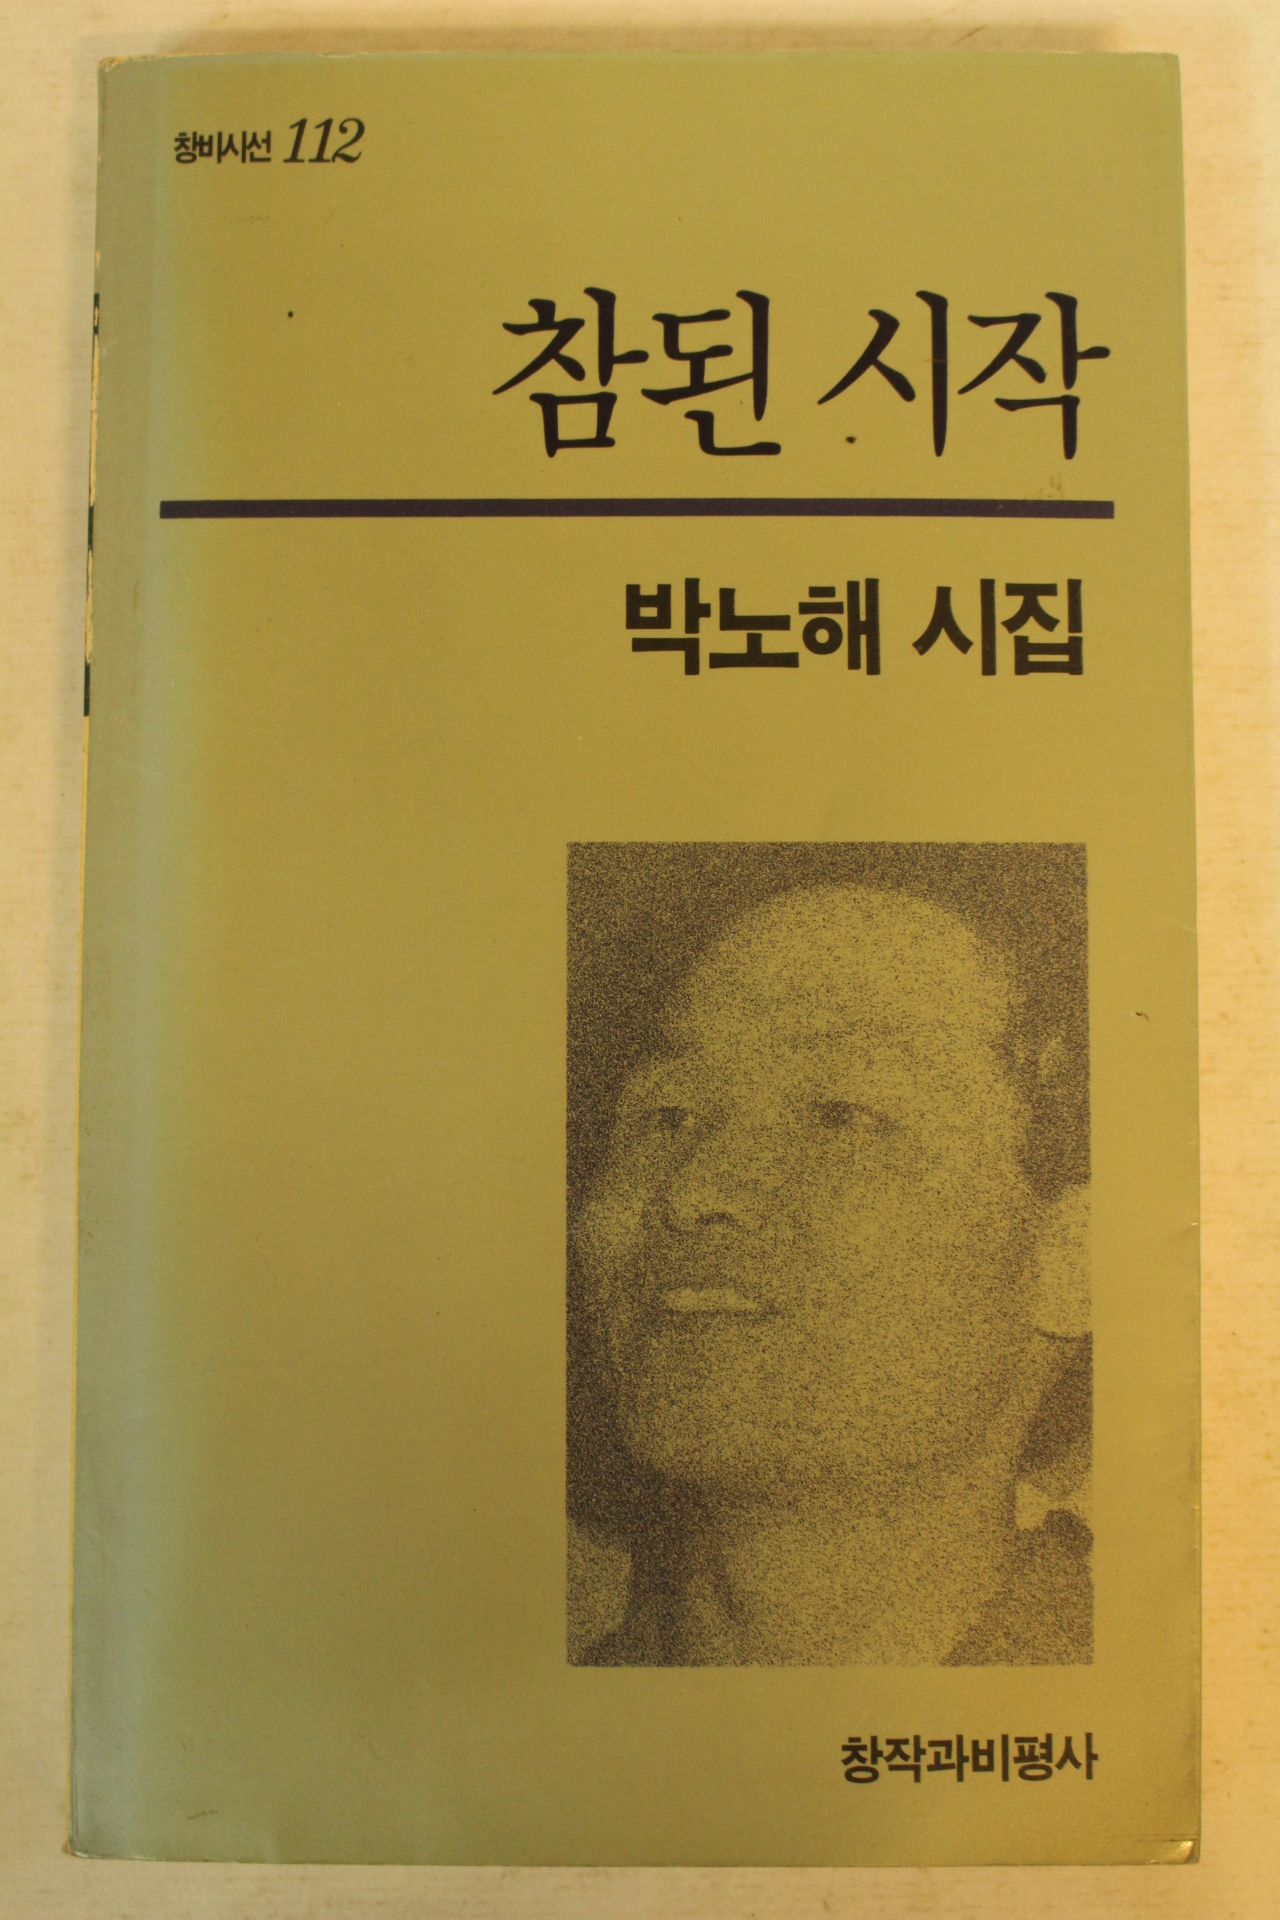 창비시선 112
참된 시작
박노해 시집
창작과비평사